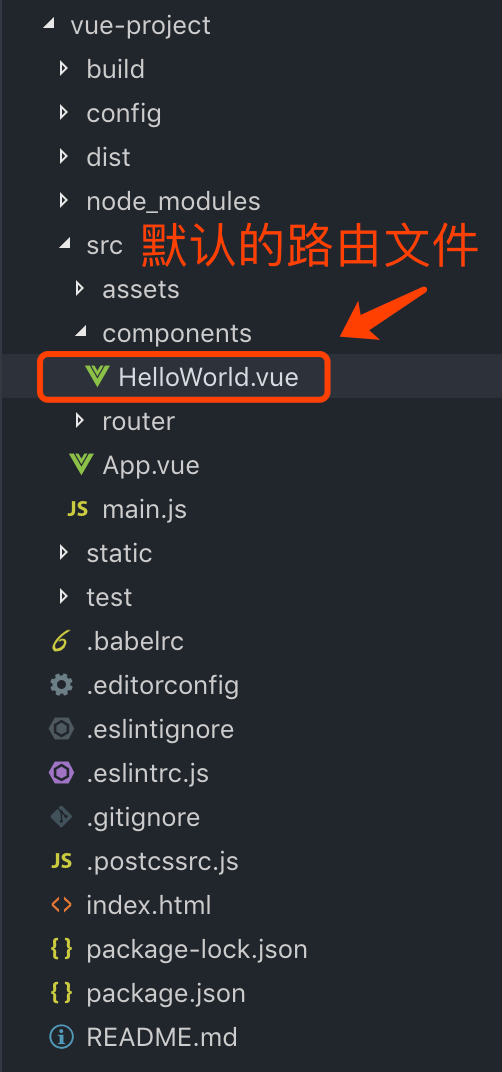 vue-project
build
config
dist
node_modules
src 默认的路由文件
assets
components
HelloWorld.vue
router
App.vue
JS main.js
static
test
6 .babelrc
.editorconfig
.eslintignore
.eslintrc.js
.gitignore
JS .postcssrc.js
<> index.html
{} package-lock.json
{} package.json
i README.md